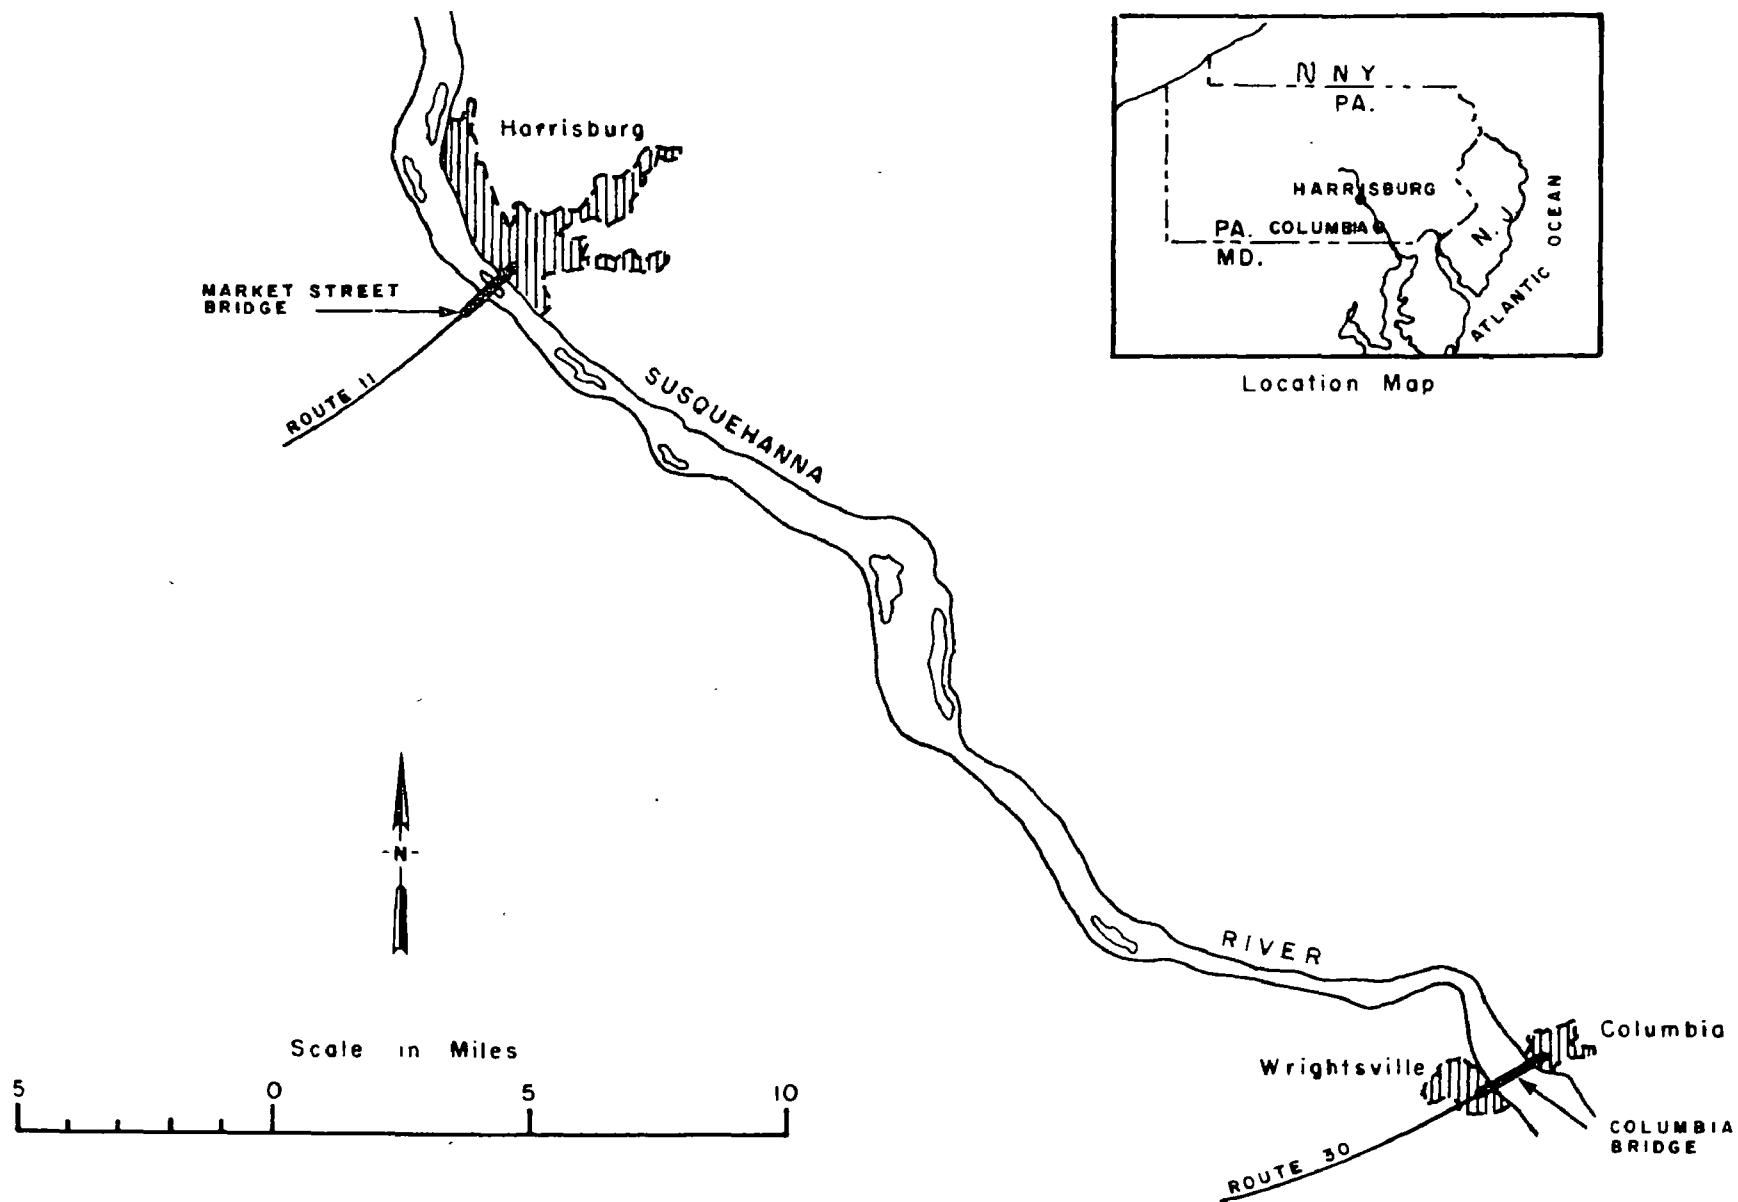 Harrisburg
MARKET STREET
BRIDGE
ROUTE 11
SUSQUEHANNA
RIVER
N N Y
PA.
HARRISBURG
PA. COLUMBIA
MD.
N. J
ATLANTIC OCEAN
Location Map
-N-
Scale in Miles
5 0 5 10
Columbia
Wrightsville
COLUMBIA
BRIDGE
ROUTE 30